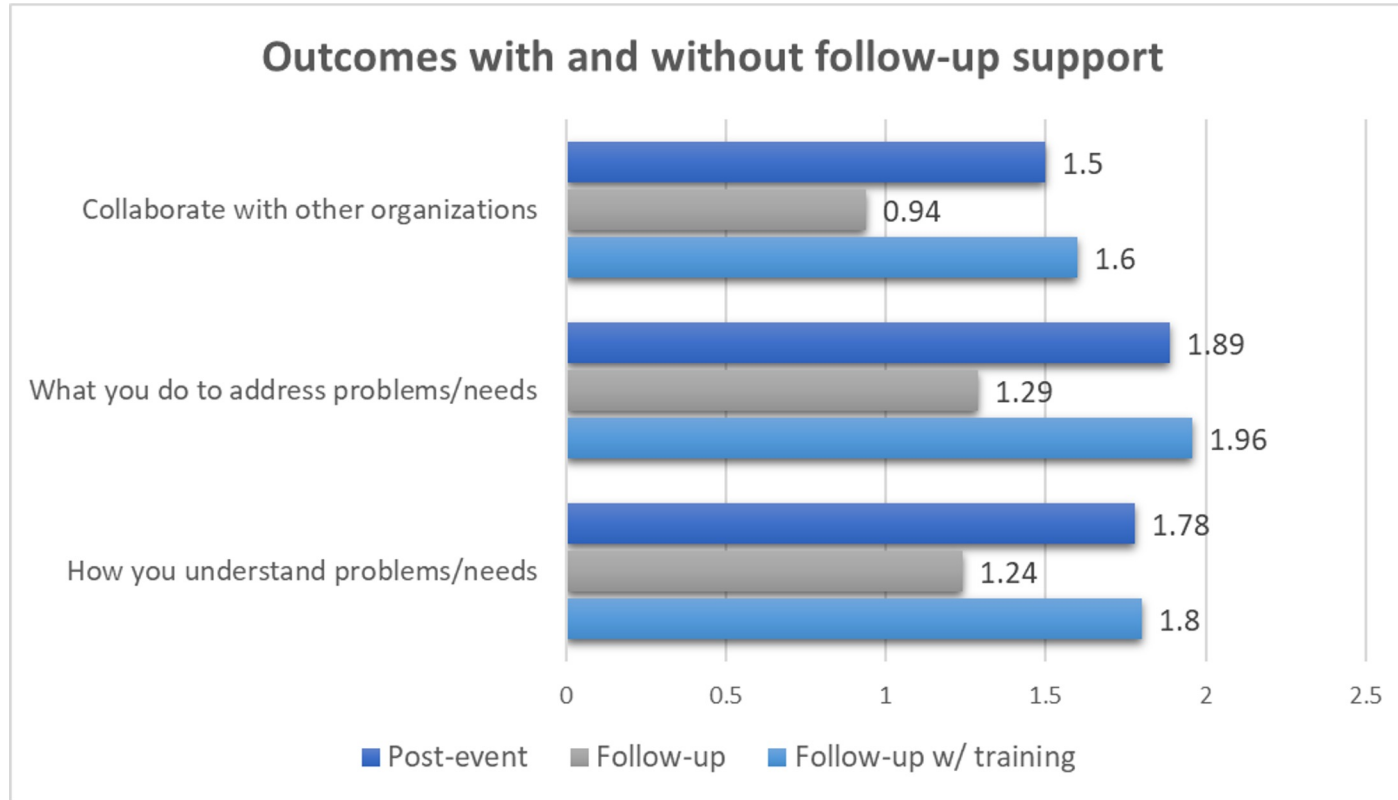 Outcomes with and without follow-up support
Collaborate with other organizations
1.5
0.94
1.6
What you do to address problems/needs
1.89
1.29
1.96
How you understand problems/needs
1.78
1.24
1.8
0 0.5 1 1.5 2 2.5
Post-event Follow-up Follow-up w/ training